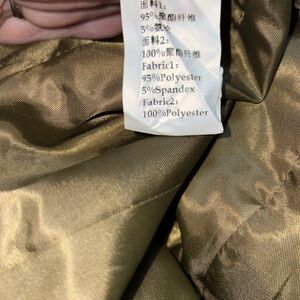 面料1:
95%聚酯纤维
5%氨纶
面料2:
100%聚酯纤维
Fabric1:
95%Polyester
5%Spandex
Fabric2:
100%Polyester